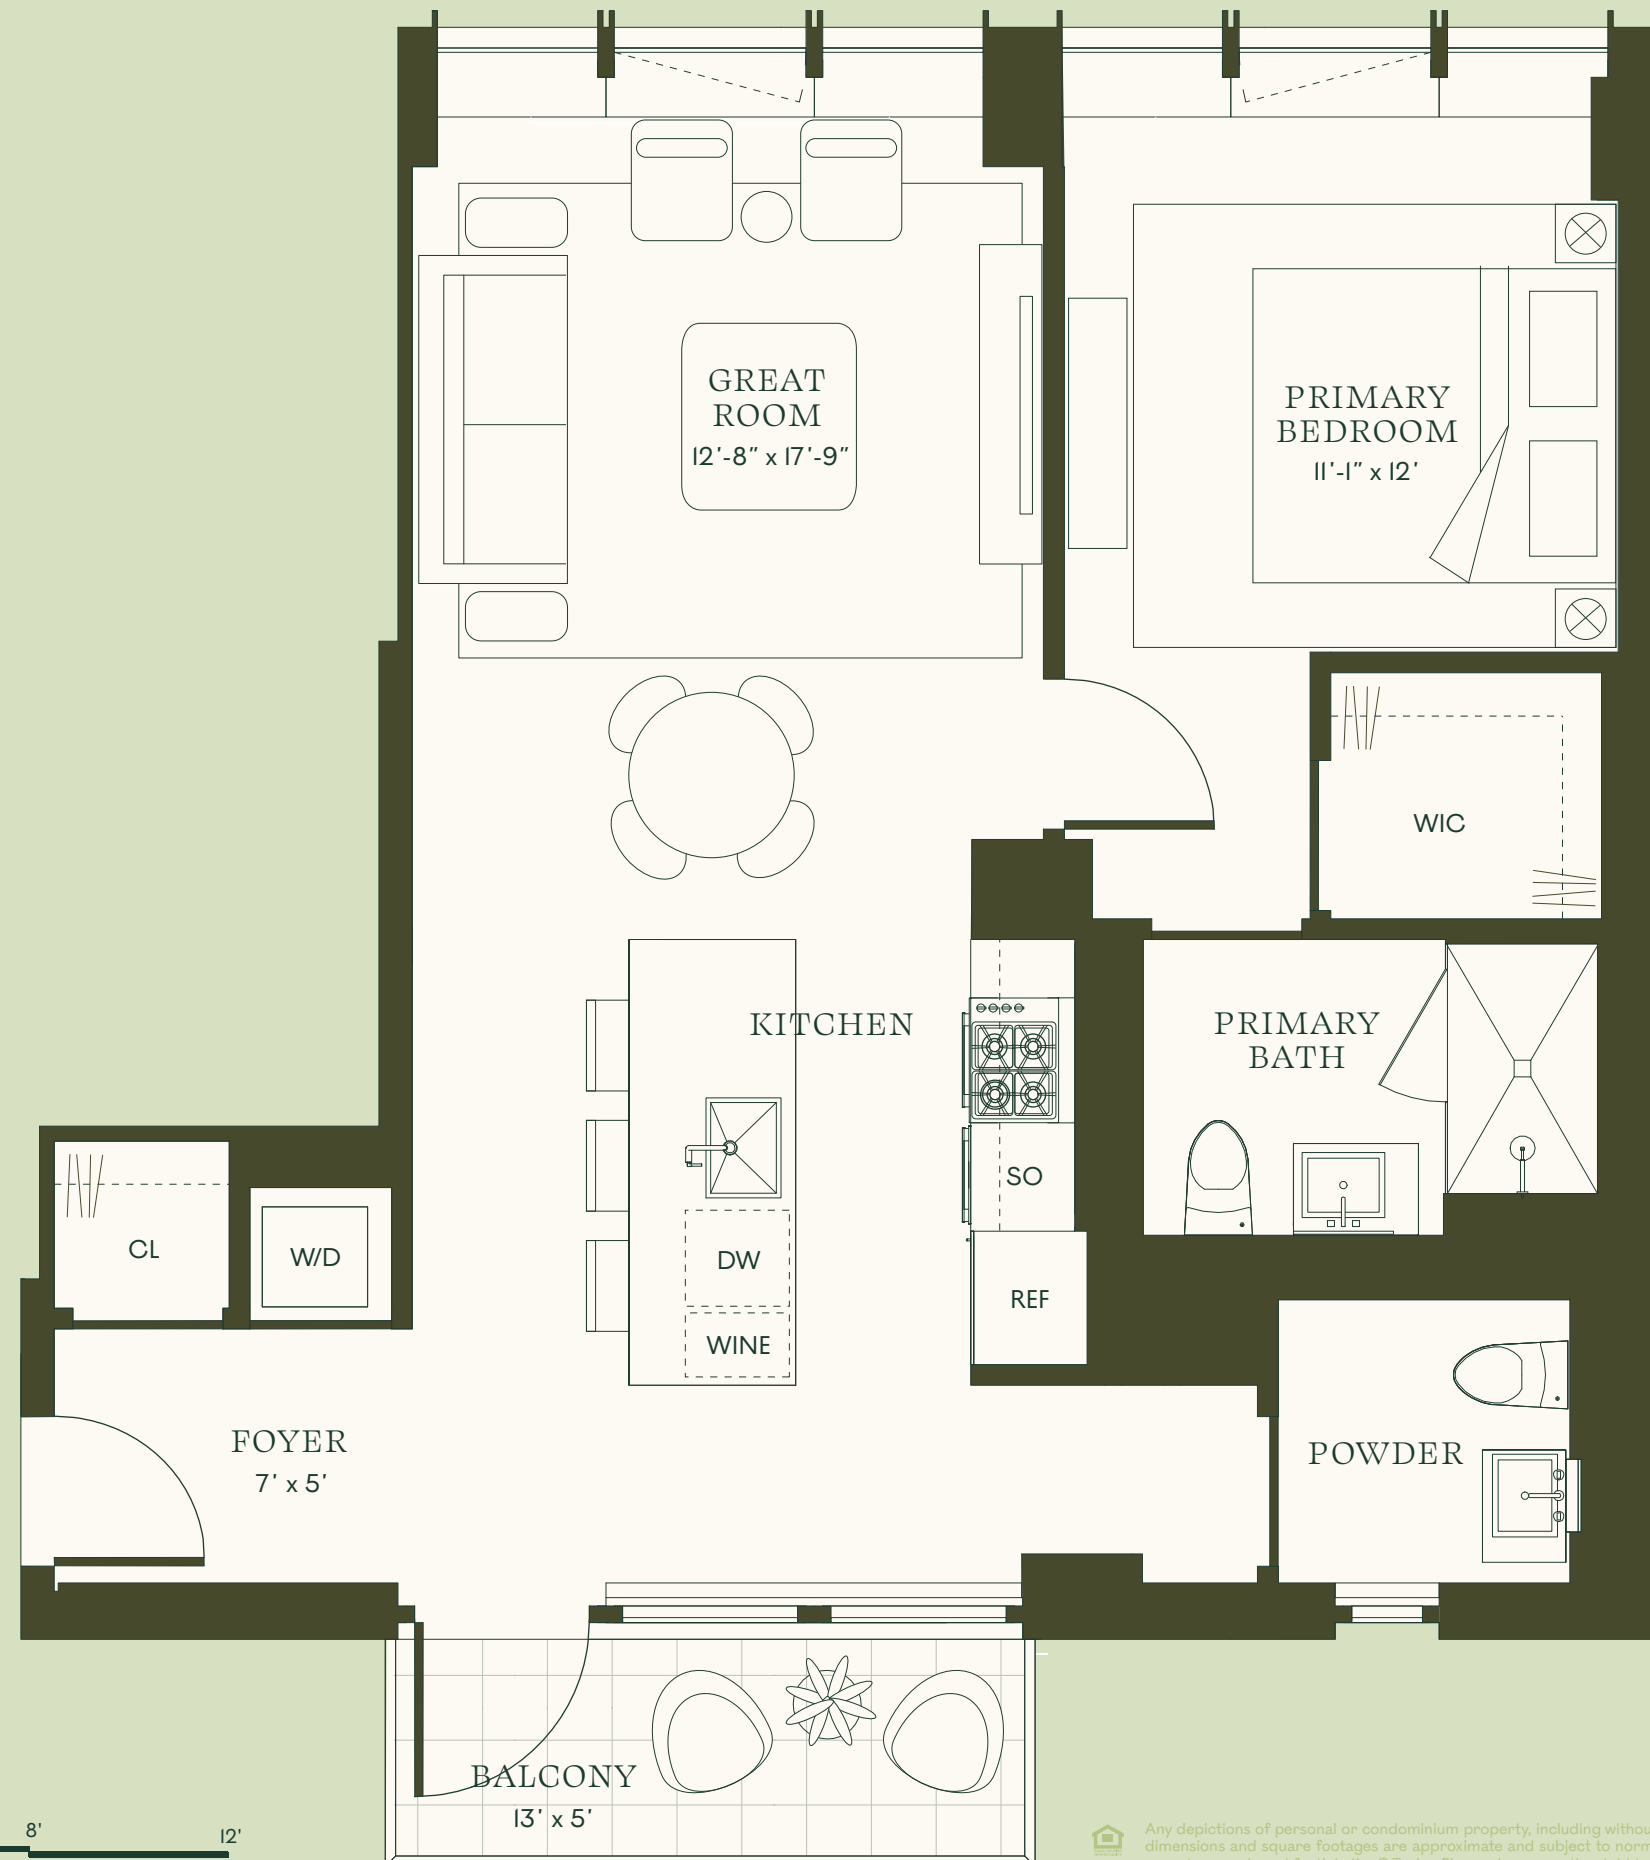 GREAT
ROOM
12'-8" x 17'-9"
PRIMARY
BEDROOM
11'-1" x 12'
WIC
KITCHEN
PRIMARY
BATH
SO
CL
W/D
DW
REF
WINE
FOYER
7' x 5'
POWDER
BALCONY
13' x 5'
8'
12'
Any depictions of personal or condominium property, including
dimensions and square footages are approximate and subject to